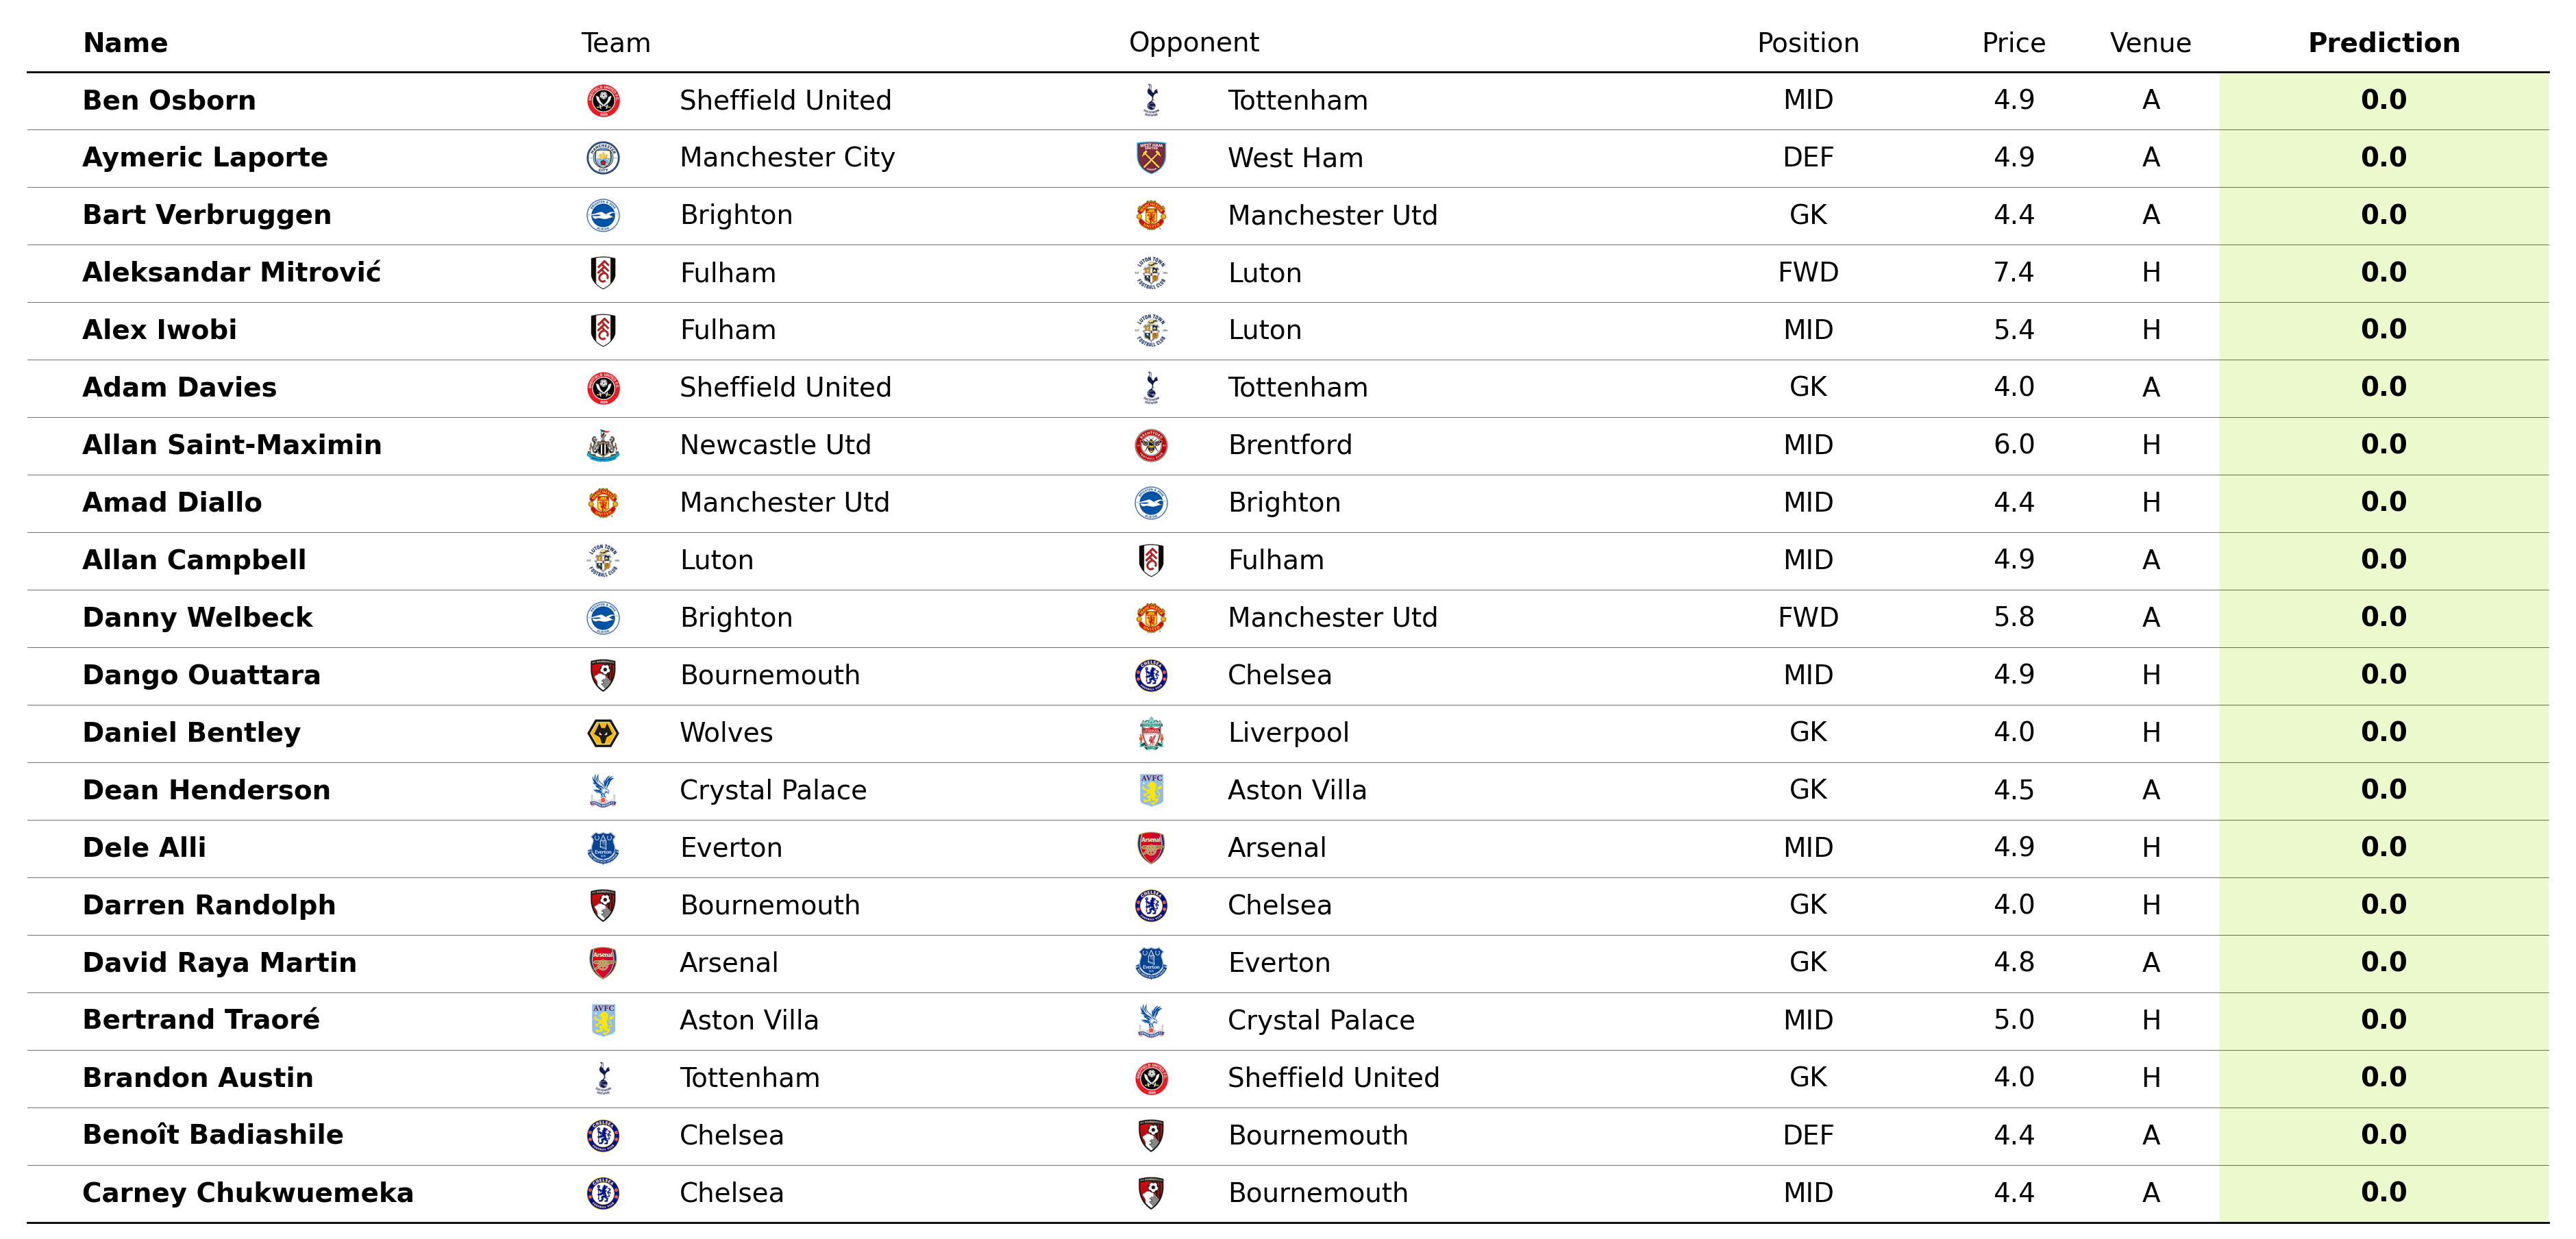 Name Team Opponent Position Price Venue Prediction
Ben Osborn Sheffield United Tottenham MID 4.9 A 0.0
Aymeric Laporte Manchester City West Ham DEF 4.9 A 0.0
Bart Verbruggen Brighton Manchester Utd GK 4.4 A 0.0
Aleksandar Mitrović Fulham Luton FWD 7.4 H 0.0
Alex Iwobi Fulham Luton MID 5.4 H 0.0
Adam Davies Sheffield United Tottenham GK 4.0 A 0.0
Allan Saint-Maximin Newcastle Utd Brentford MID 6.0 H 0.0
Amad Diallo Manchester Utd Brighton MID 4.4 H 0.0
Allan Campbell Luton Fulham MID 4.9 A 0.0
Danny Welbeck Brighton Manchester Utd FWD 5.8 A 0.0
Dango Ouattara Bournemouth Chelsea MID 4.9 H 0.0
Daniel Bentley Wolves Liverpool GK 4.0 H 0.0
Dean Henderson Crystal Palace Aston Villa GK 4.5 A 0.0
Dele Alli Everton Arsenal MID 4.9 H 0.0
Darren Randolph Bournemouth Chelsea GK 4.0 H 0.0
David Raya Martin Arsenal Everton GK 4.8 A 0.0
Bertrand Traoré Aston Villa Crystal Palace MID 5.0 H 0.0
Brandon Austin Tottenham Sheffield United GK 4.0 H 0.0
Benoît Badiashile Chelsea Bournemouth DEF 4.4 A 0.0
Carney Chukwuemeka Chelsea Bournemouth MID 4.4 A 0.0